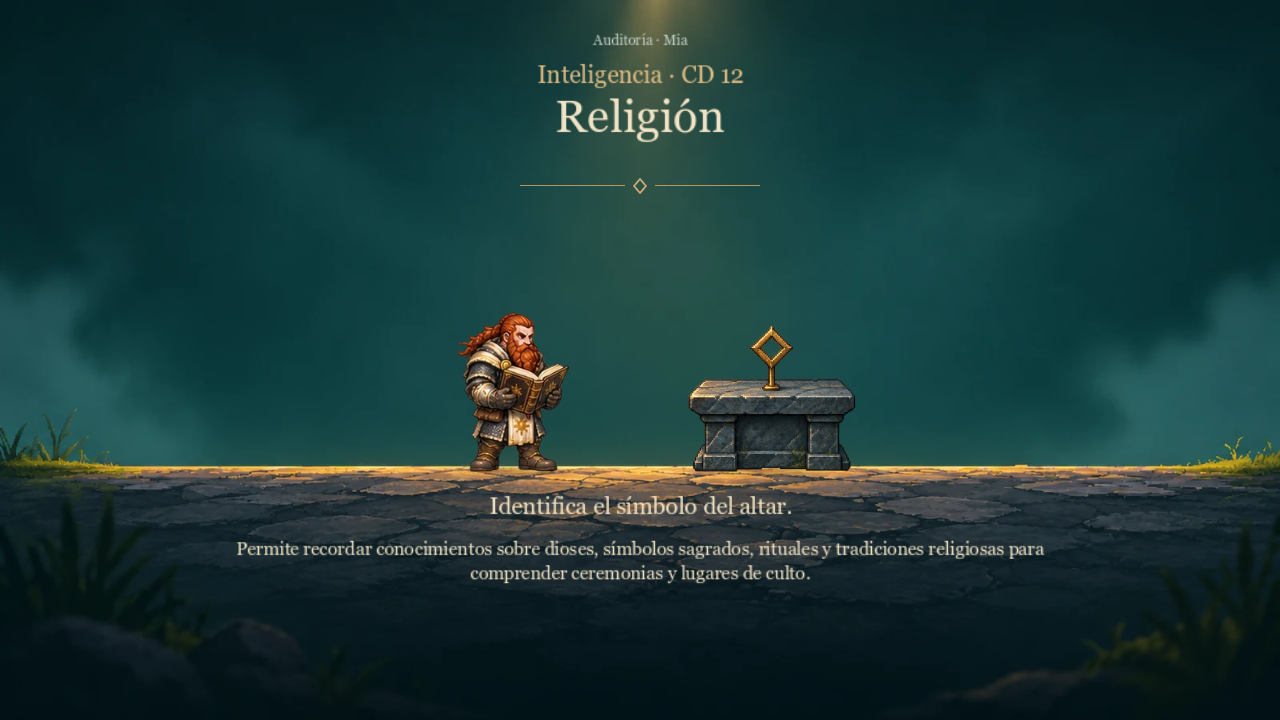 Auditoría · Mia
Inteligencia · CD 12
Religión
Identifica el símbolo del altar.
Permite recordar conocimientos sobre dioses, símbolos sagrados, rituales y tradiciones religiosas para
comprender ceremonias y lugares de culto.